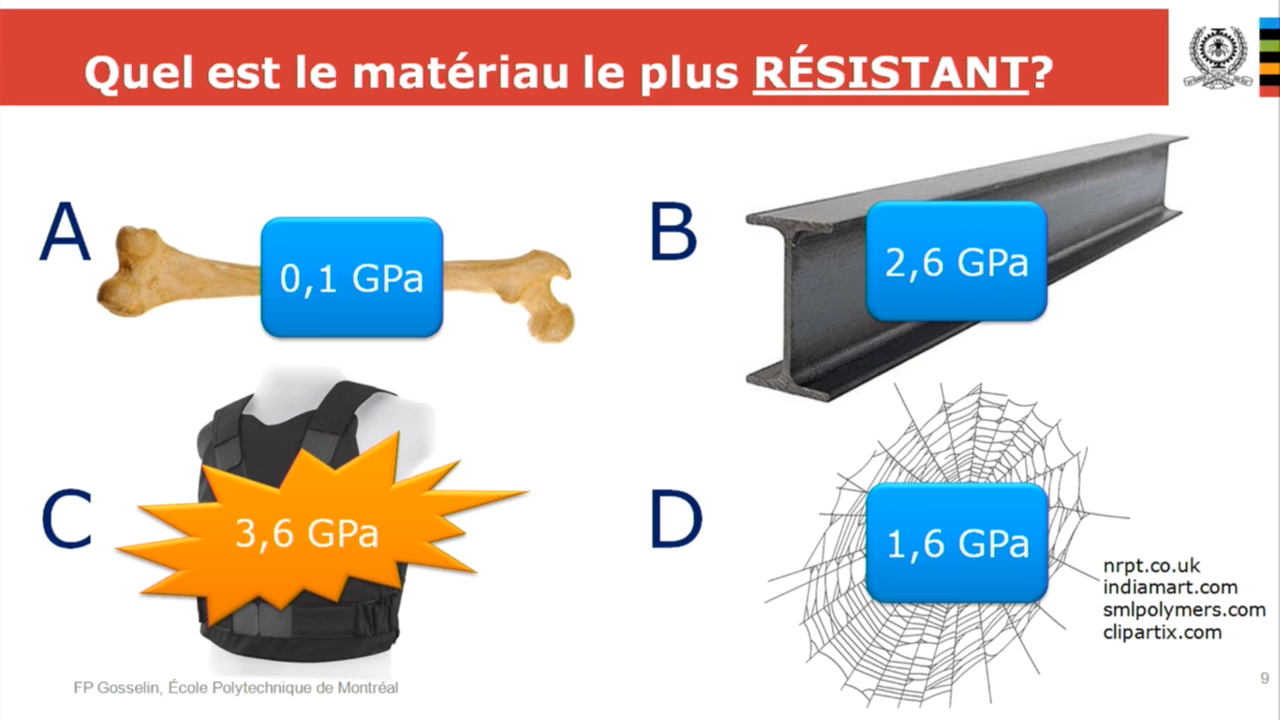 Quel est le matériau le plus RÉSISTANT?
A
0,1 GPa
B
2,6 GPa
C
3,6 GPa
D
1,6 GPa
nrpt.co.uk
indiamart.com
smlpolymers.com
clipartix.com
FP Gosselin, École Polytechnique de Montréal
9